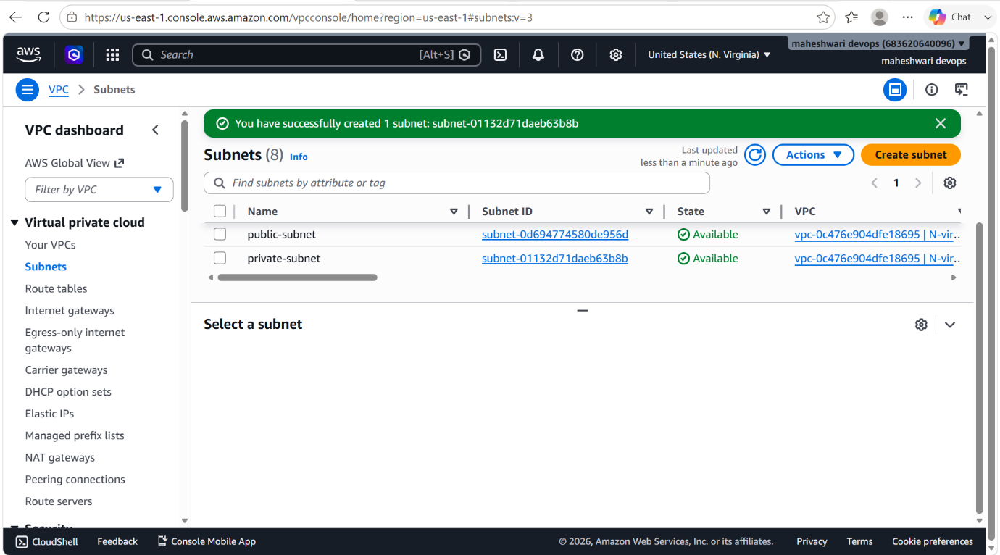 https://us-east-1.console.aws.amazon.com/vpcconsole/home?region=us-east-1#subnets:v=3
Chat
aws
Search [Alt+S]
United States (N. Virginia)
maheshwari devops (683620640096)
maheshwari devops
VPC > Subnets
VPC dashboard
AWS Global View
Filter by VPC
Virtual private cloud
Your VPCs
Subnets
Route tables
Internet gateways
Egress-only internet
gateways
Carrier gateways
DHCP option sets
Elastic IPs
Managed prefix lists
NAT gateways
Peering connections
Route servers
Security
You have successfully created 1 subnet: subnet-01132d71daeb63b8b
Subnets (8) Info
Last updated
less than a minute ago
Actions
Create subnet
Find subnets by attribute or tag
1
Name Subnet ID State VPC
public-subnet subnet-0d694774580de956d Available vpc-0c476e904dfe18695 | N-vir...
private-subnet subnet-01132d71daeb63b8b Available vpc-0c476e904dfe18695 | N-vir...
Select a subnet
CloudShell Feedback Console Mobile App © 2026, Amazon Web Services, Inc. or its affiliates. Privacy Terms Cookie preferences